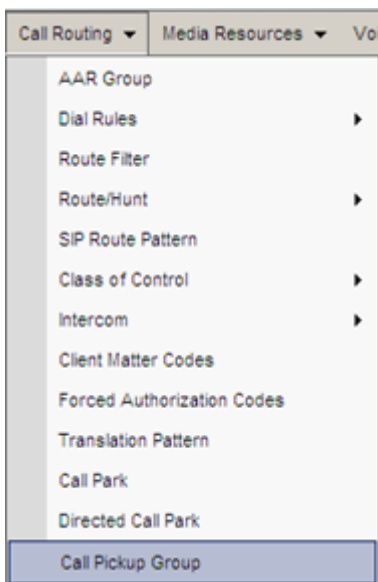 Call Routing Media Resources Vo
AAR Group
Dial Rules
Route Filter
Route/Hunt
SIP Route Pattern
Class of Control
Intercom
Client Matter Codes
Forced Authorization Codes
Translation Pattern
Call Park
Directed Call Park
Call Pickup Group